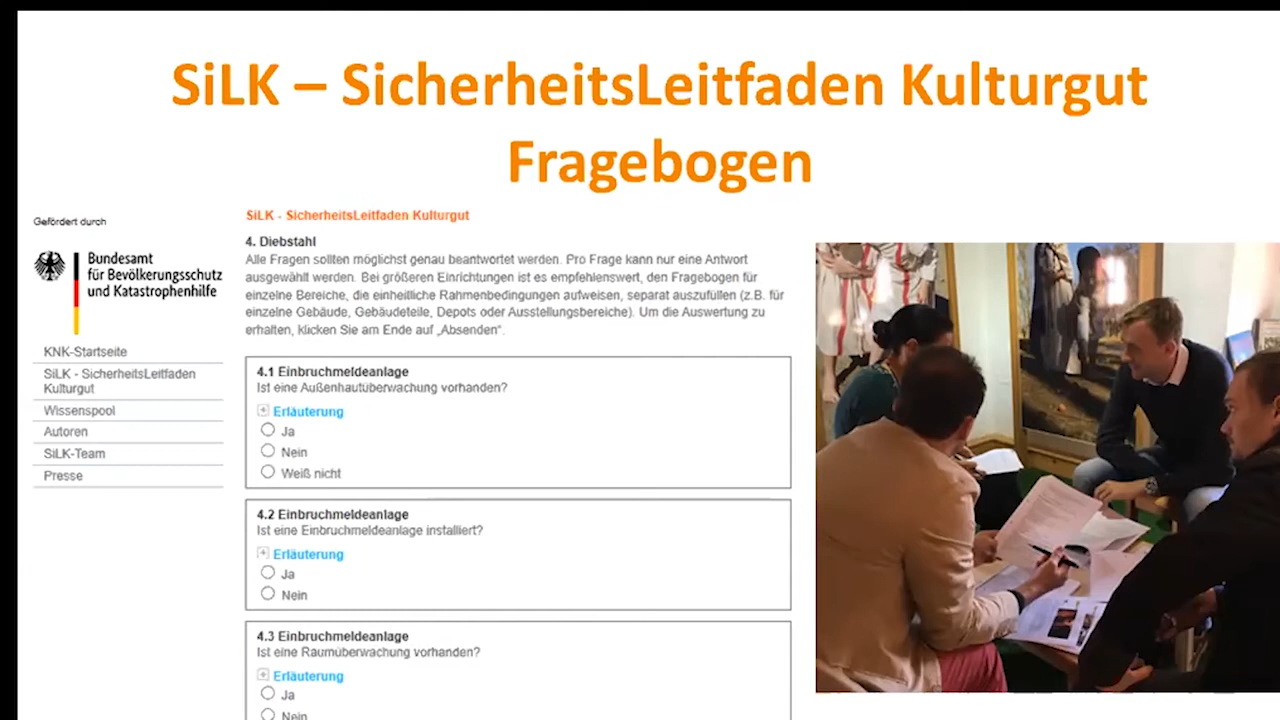 SiLK – SicherheitsLeitfaden Kulturgut
Fragebogen
Gefördert durch
Bundesamt
für Bevölkerungsschutz
und Katastrophenhilfe
KNK-Startseite
SiLK - SicherheitsLeitfaden
Kulturgut
Wissenspool
Autoren
SiLK-Team
Presse
SiLK - SicherheitsLeitfaden Kulturgut
4. Diebstahl
Alle Fragen sollten möglichst genau beantwortet werden. Pro Frage kann nur eine Antwort
ausgewählt werden. Bei größeren Einrichtungen ist es empfehlenswert, den Fragebogen für
einzelne Bereiche, die einheitliche Rahmenbedingungen aufweisen, separat auszufüllen (z.B. für
einzelne Gebäude, Gebäudeteile, Depots oder Ausstellungsbereiche). Um die Auswertung zu
erhalten, klicken Sie am Ende auf „Absenden“.
4.1 Einbruchmeldeanlage
Ist eine Außenhautüberwachung vorhanden?
Erläuterung
Ja
Nein
Weiß nicht
4.2 Einbruchmeldeanlage
Ist eine Einbruchmeldeanlage installiert?
Erläuterung
Ja
Nein
4.3 Einbruchmeldeanlage
Ist eine Raumüberwachung vorhanden?
Erläuterung
Ja
Nein